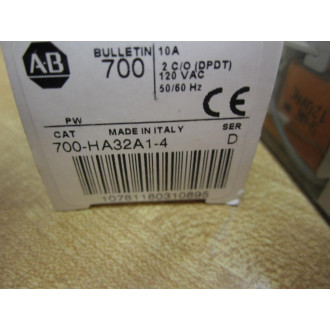 AB
BULLETIN
700
10A
2 C/O (DPDT)
120 VAC
50/60 Hz
PW
CE
CAT
MADE IN ITALY
SER
700-HA32A1-4
D
10781180310895